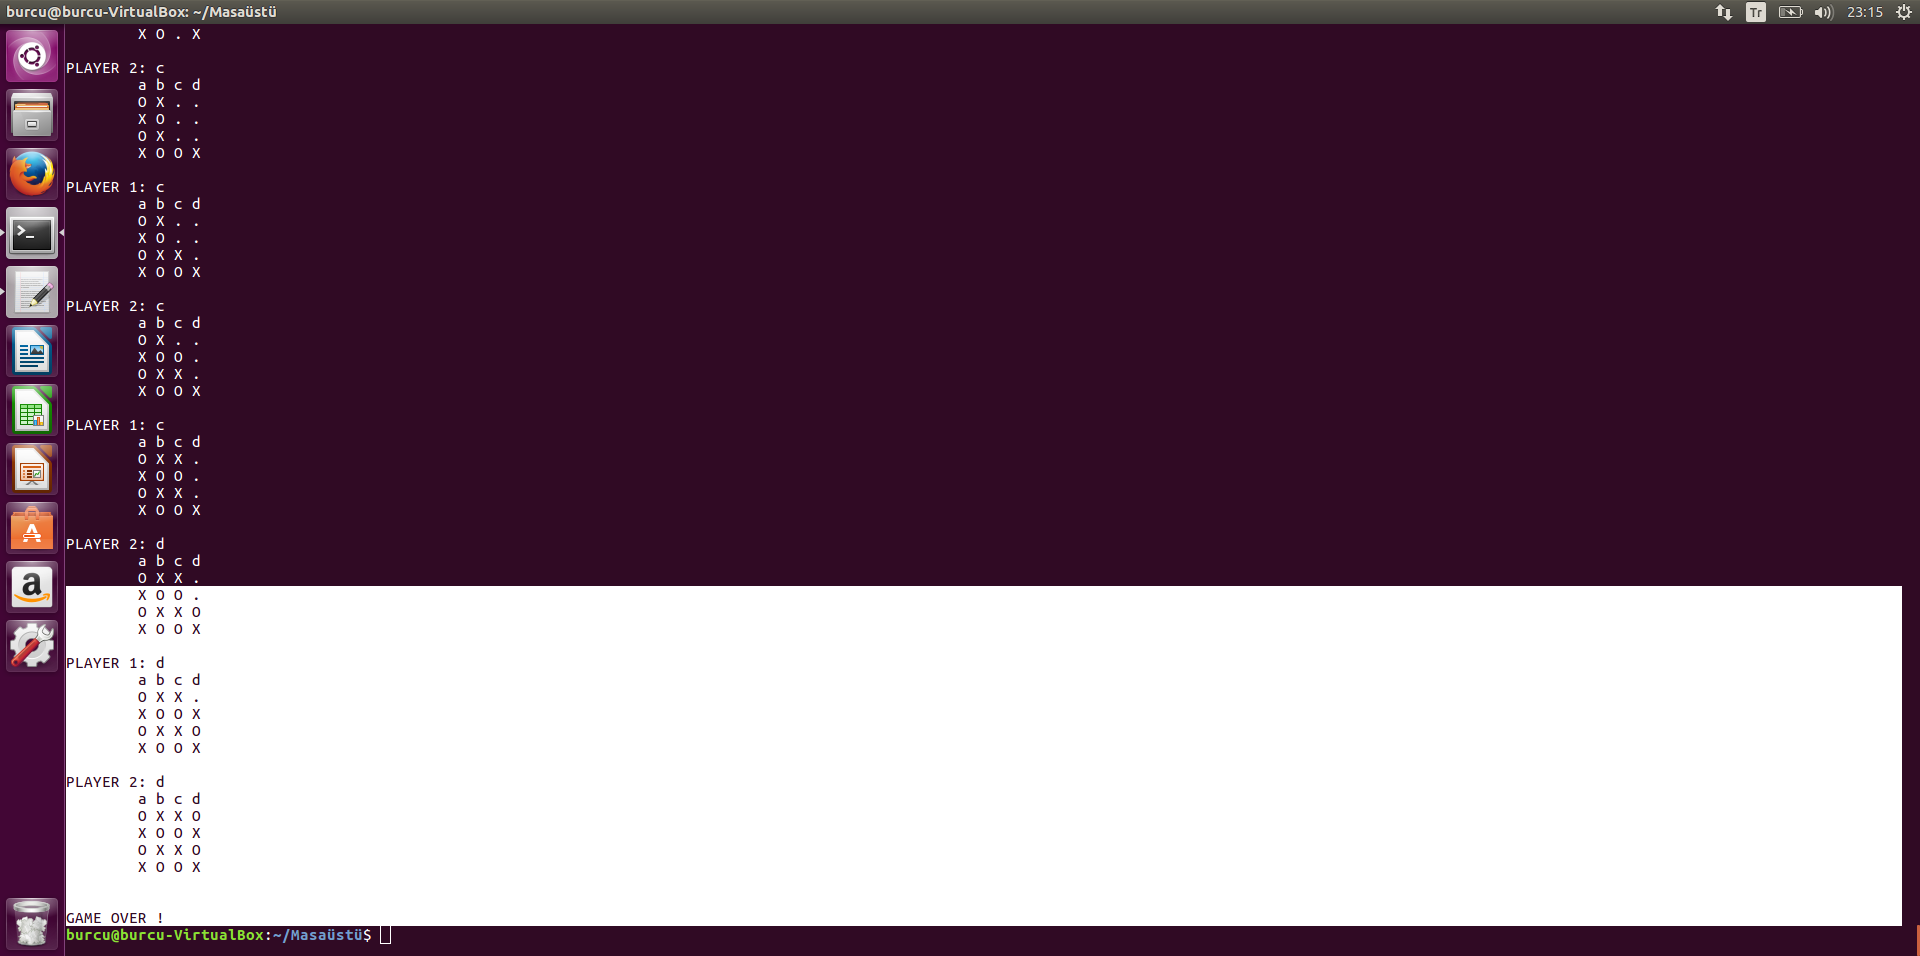 burcu@burcu-VirtualBox: ~/Masaüstü
Tr
23:15
X O . X
PLAYER 2: c
a b c d
O X . .
X O . .
O X . .
X O O X
PLAYER 1: c
a b c d
O X . .
X O . .
O X X .
X O O X
PLAYER 2: c
a b c d
O X . .
X O O .
O X X .
X O O X
PLAYER 1: c
a b c d
O X X .
X O O .
O X X .
X O O X
PLAYER 2: d
a b c d
O X X .
X O O .
O X X O
X O O X
PLAYER 1: d
a b c d
O X X .
X O O X
O X X O
X O O X
PLAYER 2: d
a b c d
O X X O
X O O X
O X X O
X O O X
GAME OVER !
burcu@burcu-VirtualBox:~/Masaüstü$